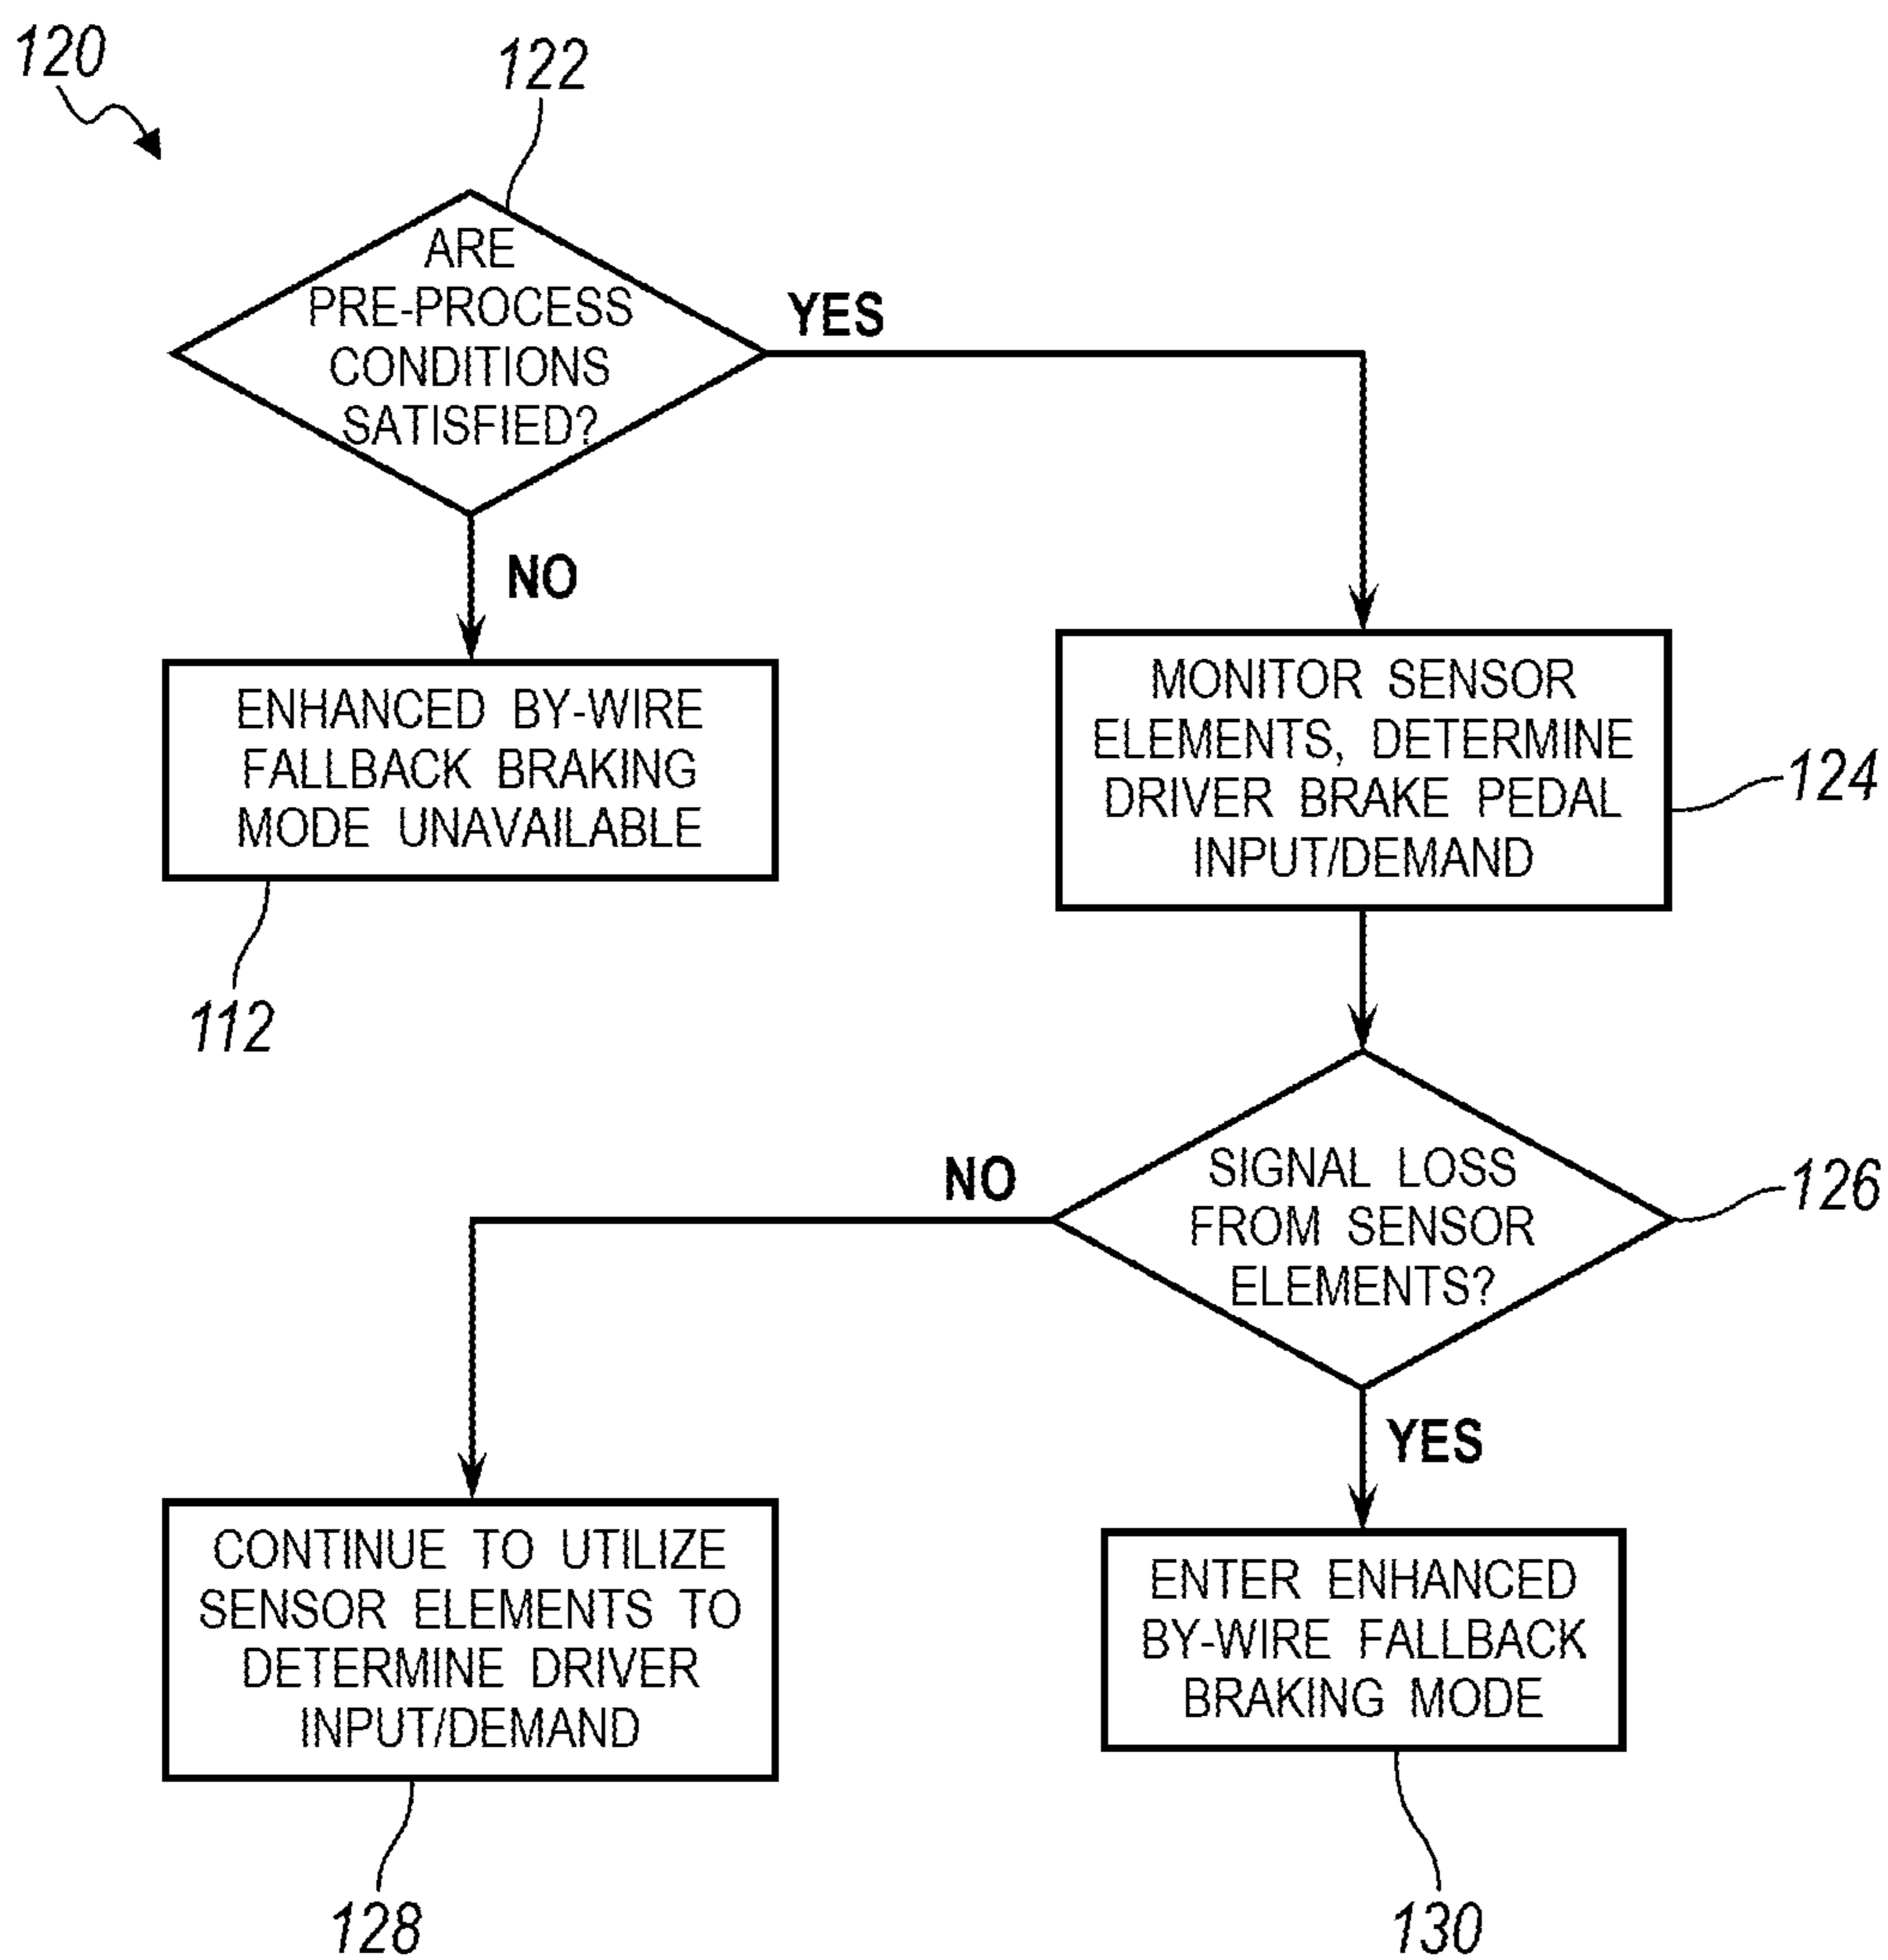 120
122
ARE
PRE-PROCESS
CONDITIONS
SATISFIED?
YES
NO
ENHANCED BY-WIRE
FALLBACK BRAKING
MODE UNAVAILABLE
112
MONITOR SENSOR
ELEMENTS, DETERMINE
DRIVER BRAKE PEDAL
INPUT/DEMAND
124
SIGNAL LOSS
FROM SENSOR
ELEMENTS?
126
NO
YES
CONTINUE TO UTILIZE
SENSOR ELEMENTS TO
DETERMINE DRIVER
INPUT/DEMAND
128
ENTER ENHANCED
BY-WIRE FALLBACK
BRAKING MODE
130